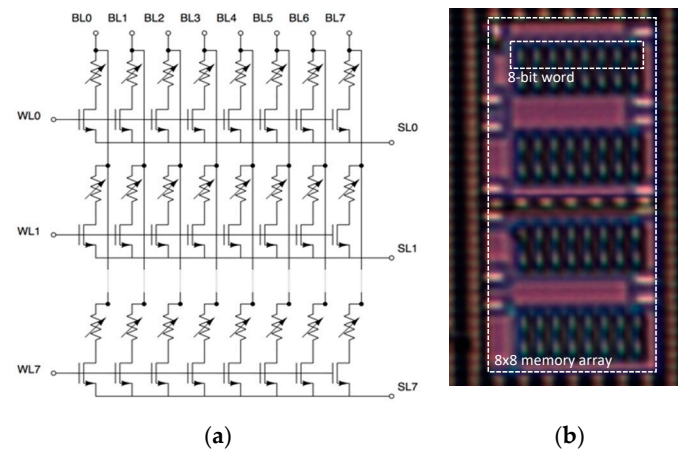 BL0 BL1 BL2 BL3 BL4 BL5 BL6 BL7
WL0
SL0
WL1
SL1
WL7
SL7
8-bit word
8x8 memory array
(a)
(b)